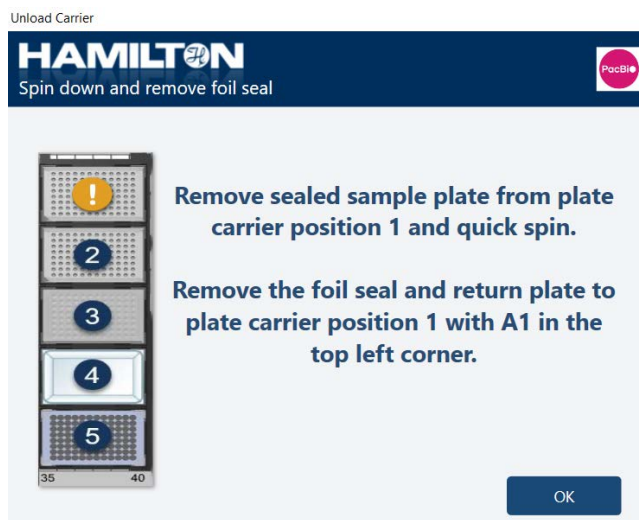 Unload Carrier
HAMILTON
Spin down and remove foil seal
PacBi
!
Remove sealed sample plate from plate
carrier position 1 and quick spin.
2
Remove the foil seal and return plate to
plate carrier position 1 with A1 in the
top left corner.
3
4
5
35 40
OK